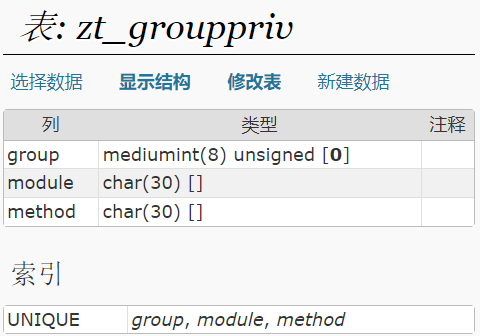 表: zt_grouppriv
选择数据 显示结构 修改表 新建数据
列 类型 注释
group mediumint(8) unsigned [0]
module char(30) []
method char(30) []
索引
UNIQUE group, module, method